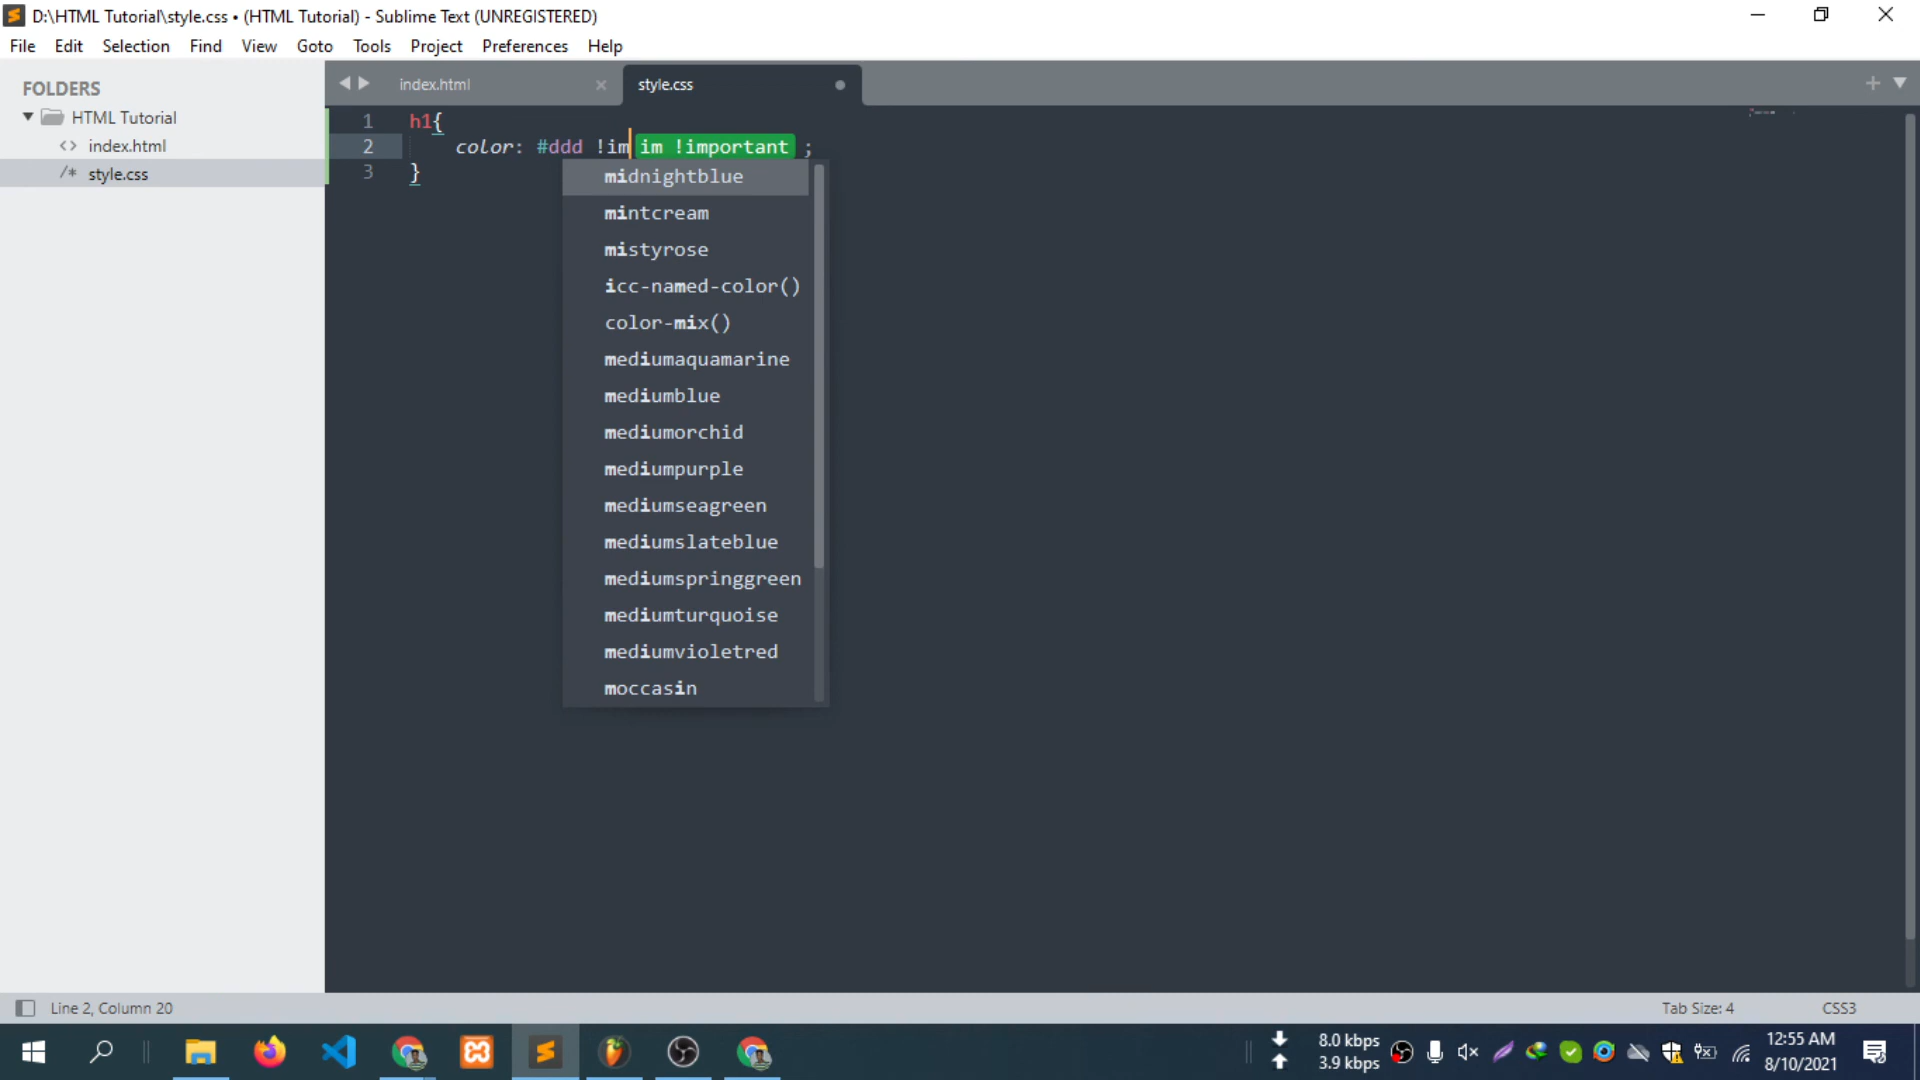 D:\HTML Tutorial\style.css • (HTML Tutorial) - Sublime Text (UNREGISTERED)
File Edit Selection Find View Goto Tools Project Preferences Help
FOLDERS
HTML Tutorial
<> index.html
/* style.css
index.html ×
style.css
1 h1{
2 color: #ddd !im im !important ;
3 }
midnightblue
mintcream
mistyrose
icc-named-color()
color-mix()
mediumaquamarine
mediumblue
mediumorchid
mediumpurple
mediumseagreen
mediumslateblue
mediumspringgreen
mediumturquoise
mediumvioletred
moccasin
Line 2, Column 20
Tab Size: 4
CSS3
8.0 kbps
3.9 kbps
12:55 AM
8/10/2021